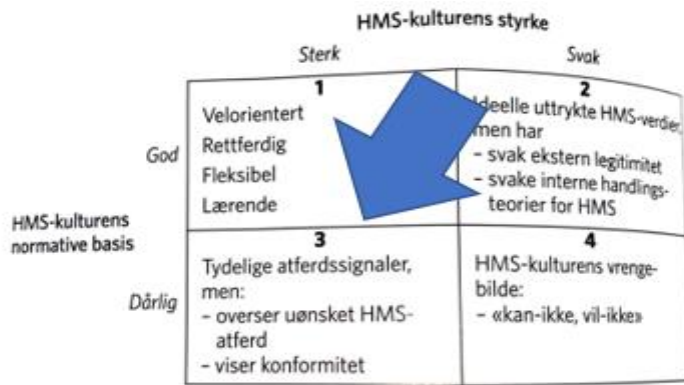 HMS-kulturens styrke
Sterk
Svak
1
Velorientert
Rettferdig
Fleksibel
Lærende
2
Ideelle uttrykte HMS-verdier,
men har
– svak ekstern legitimitet
– svake interne handlings-
teorier for HMS
God
HMS-kulturens
normative basis
3
Tydelige atferdssignaler,
men:
– overser uønsket HMS-
atferd
– viser konformitet
4
HMS-kulturens vrenge-
bilde:
– «kan-ikke, vil-ikke»
Dårlig